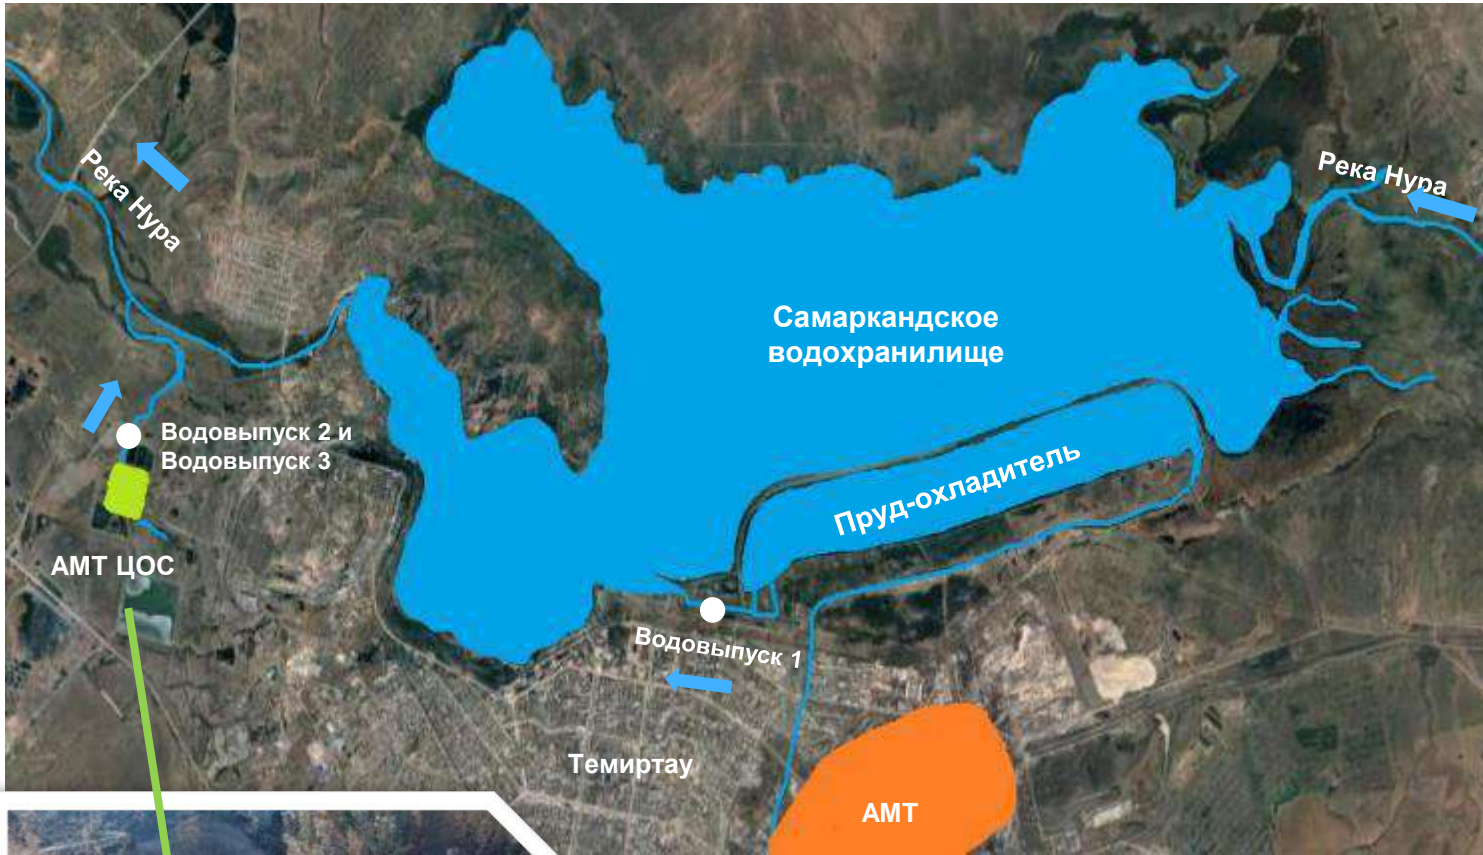 Река Нура
Река Нура
Самаркандское
водохранилище
Водовыпуск 2 и
Водовыпуск 3
Пруд-охладитель
АМТ ЦОС
Водовыпуск 1
Темиртау
АМТ